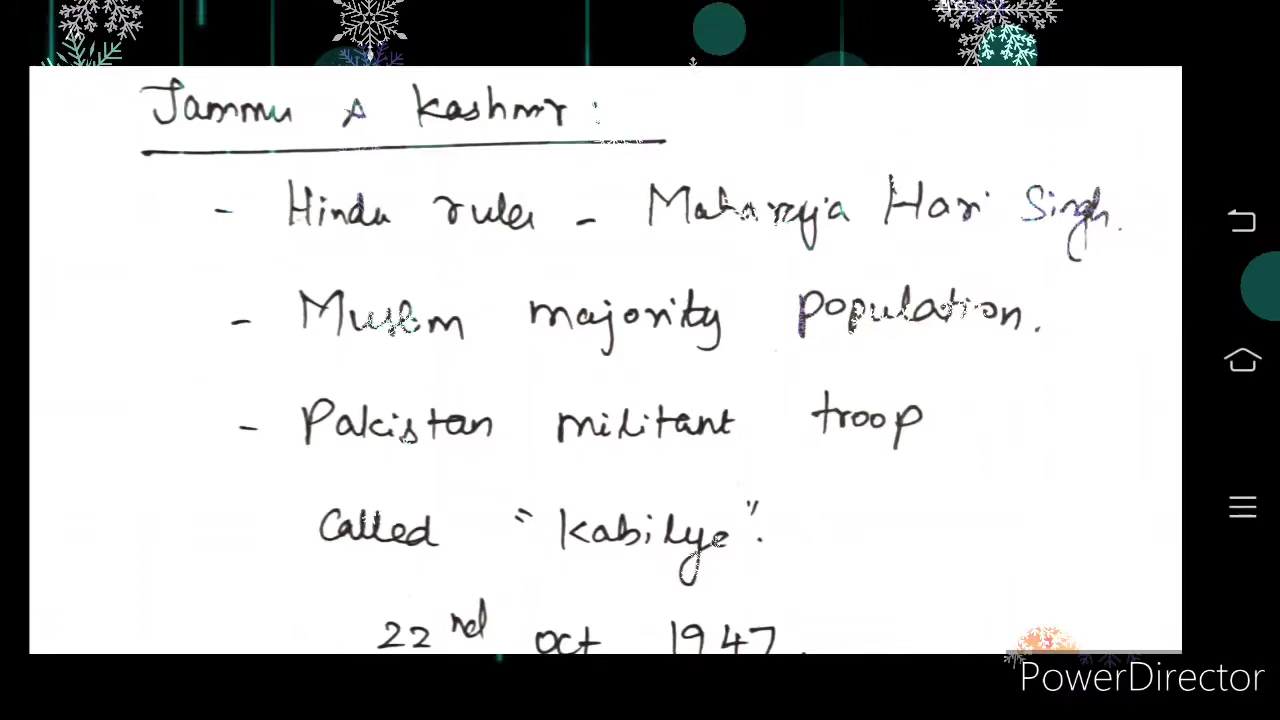 Jammu & Kashmir :
- Hindu ruler - Maharaja Hari Singh.
- Muslim majority population.
- Pakistan militant troop
called "Kabilye".
22nd oct 1947.
PowerDirector